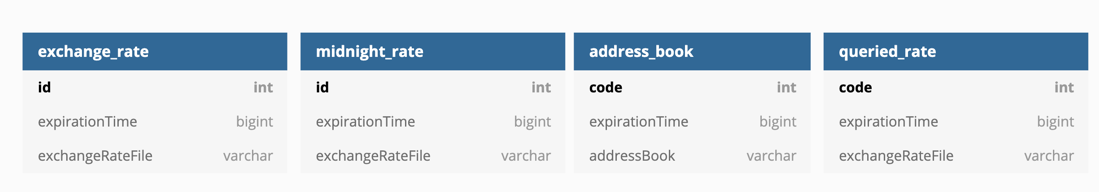 exchange_rate
id int
expirationTime bigint
exchangeRateFile varchar
midnight_rate
id int
expirationTime bigint
exchangeRateFile varchar
address_book
code int
expirationTime bigint
addressBook varchar
queried_rate
code int
expirationTime bigint
exchangeRateFile varchar